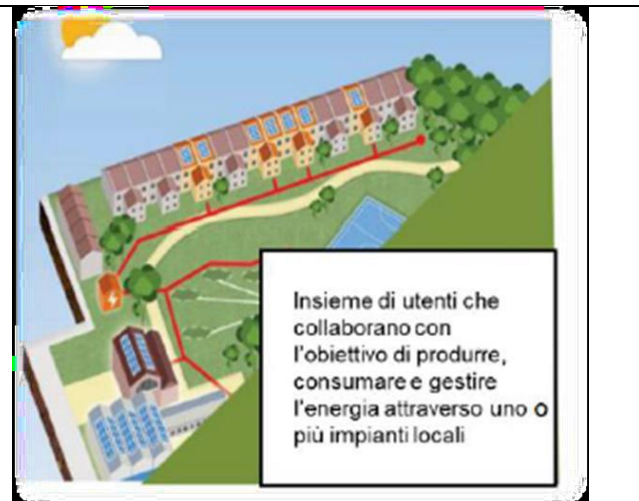 Insieme di utenti che
collaborano con
l'obiettivo di produrre,
consumare e gestire
l'energia attraverso uno o
più impianti locali